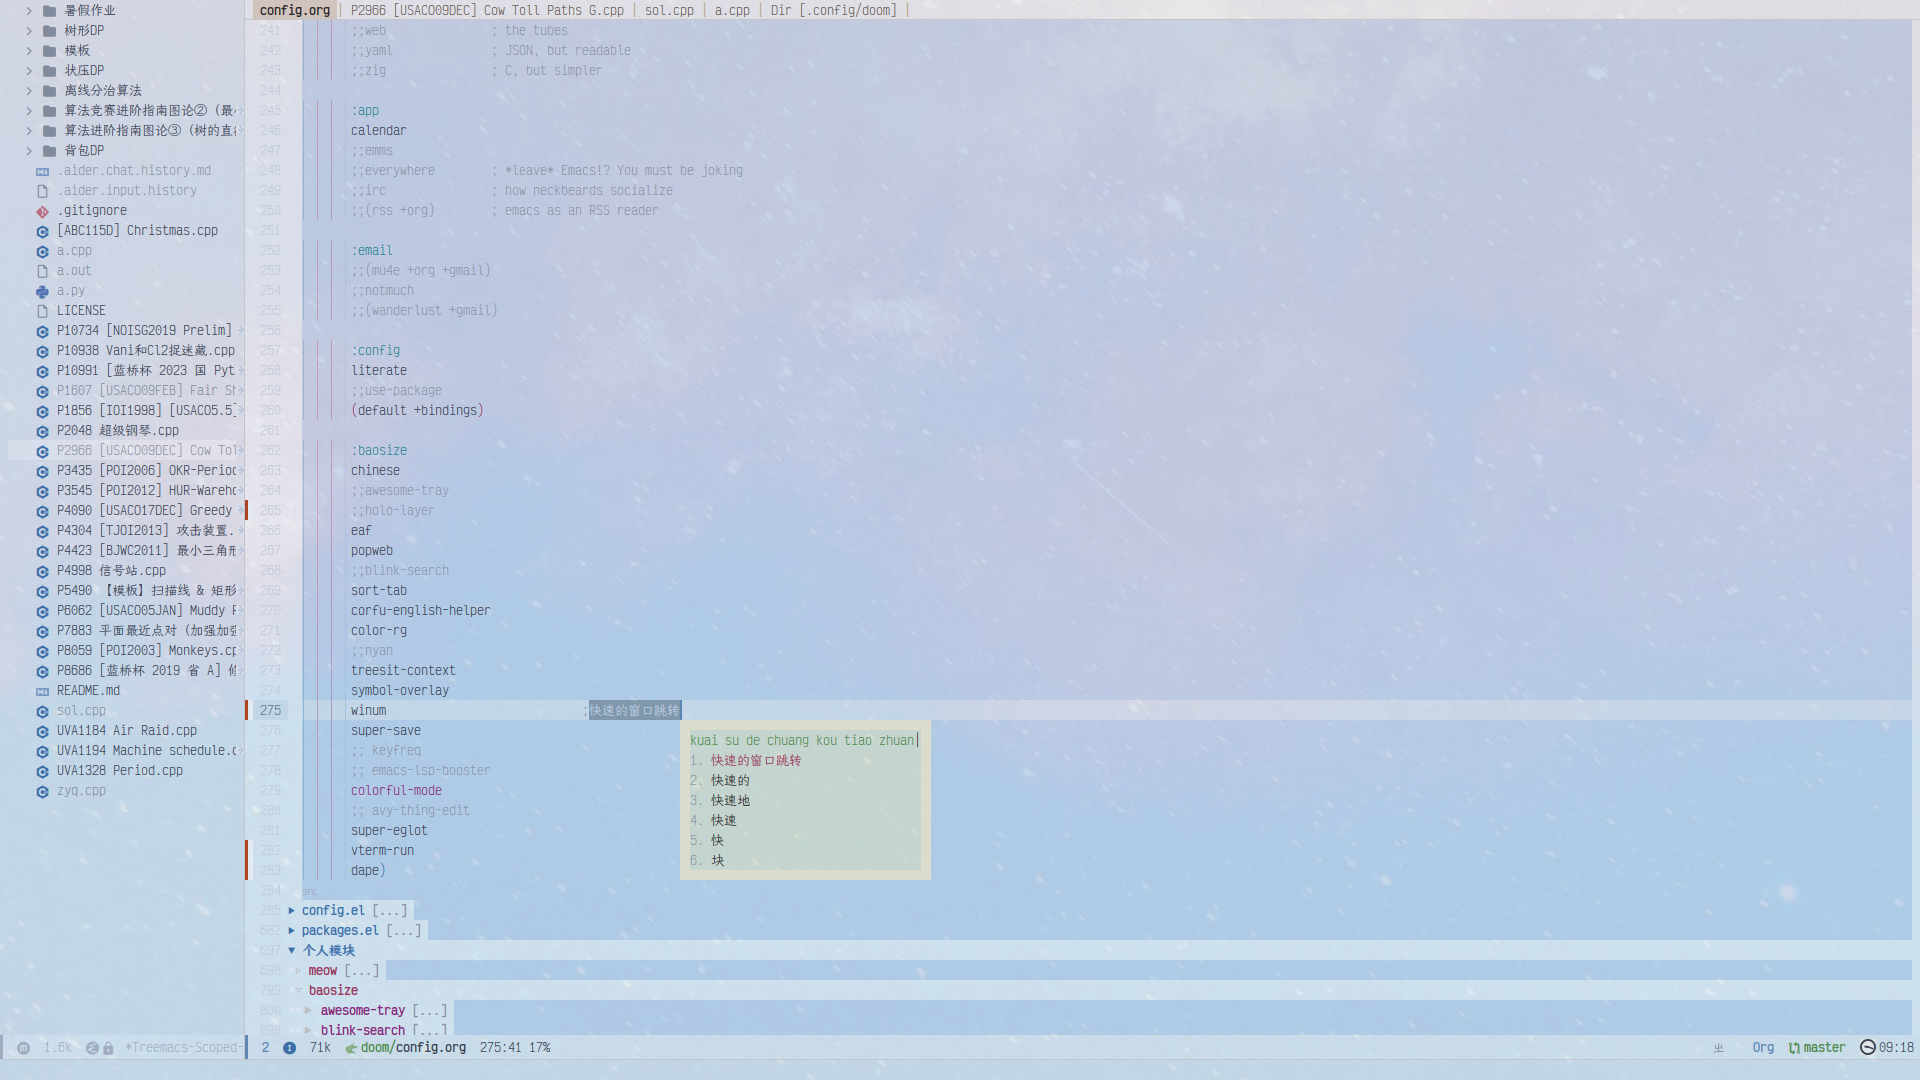 暑假作业
树形DP
模板
状压DP
离线分治算法
算法竞赛进阶指南图论②（最
算法进阶指南图论③（树的直
背包DP
.aider.chat.history.md
.aider.input.history
.gitignore
[ABC115D] Christmas.cpp
a.cpp
a.out
a.py
LICENSE
P10734 [NOISG2019 Prelim]
P10938 Vani和Cl2捉迷藏.cpp
P10991 [蓝桥杯 2023 国 Pyt
P1607 [USACO09FEB] Fair Sh
P1856 [IOI1998] [USACO5.5]
P2048 超级钢琴.cpp
P2966 [USACO09DEC] Cow Tol
P3435 [POI2006] OKR-Period
P3545 [POI2012] HUR-Wareho
P4090 [USACO17DEC] Greedy
P4304 [TJOI2013] 攻击装置.
P4423 [BJWC2011] 最小三角形
P4998 信号站.cpp
P5490 【模板】扫描线 & 矩形
P6062 [USACO05JAN] Muddy F
P7883 平面最近点对（加强加强
P8059 [POI2003] Monkeys.cp
P8686 [蓝桥杯 2019 省 A] 修
README.md
sol.cpp
UVA1184 Air Raid.cpp
UVA1194 Machine schedule.c
UVA1328 Period.cpp
zyq.cpp
config.org | P2966 [USACO09DEC] Cow Toll Paths G.cpp | sol.cpp | a.cpp | Dir [.config/doom] |
241 ;;web ; the tubes
242 ;;yaml ; JSON, but readable
243 ;;zig ; C, but simpler
244
245 :app
246 calendar
247 ;;emms
248 ;;everywhere ; *leave* Emacs!? You must be joking
249 ;;irc ; how neckbeards socialize
250 ;;(rss +org) ; emacs as an RSS reader
251
252 :email
253 ;;(mu4e +org +gmail)
254 ;;notmuch
255 ;;(wanderlust +gmail)
256
257 :config
258 literate
259 ;;use-package
260 (default +bindings)
261
262 :baosize
263 chinese
264 ;;awesome-tray
265 ;;holo-layer
266 eaf
267 popweb
268 ;;blink-search
269 sort-tab
270 corfu-english-helper
271 color-rg
272 ;;nyan
273 treesit-context
274 symbol-overlay
275 winum ;快速的窗口跳转
276 super-save
277 ;; keyfreq
278 ;; emacs-lsp-booster
279 colorful-mode
280 ;; avy-thing-edit
281 super-eglot
282 vterm-run
283 dape)
284 src
285 config.el [...]
682 packages.el [...]
697 个人模块
698 meow [...]
799 baosize
800 awesome-tray [...]
898 blink-search [...]
kuai su de chuang kou tiao zhuan
1. 快速的窗口跳转
2. 快速的
3. 快速地
4. 快速
5. 快
6. 块
1.6k *Treemacs-Scoped-
2 I 71k doom/config.org 275:41 17%
Org master 09:18